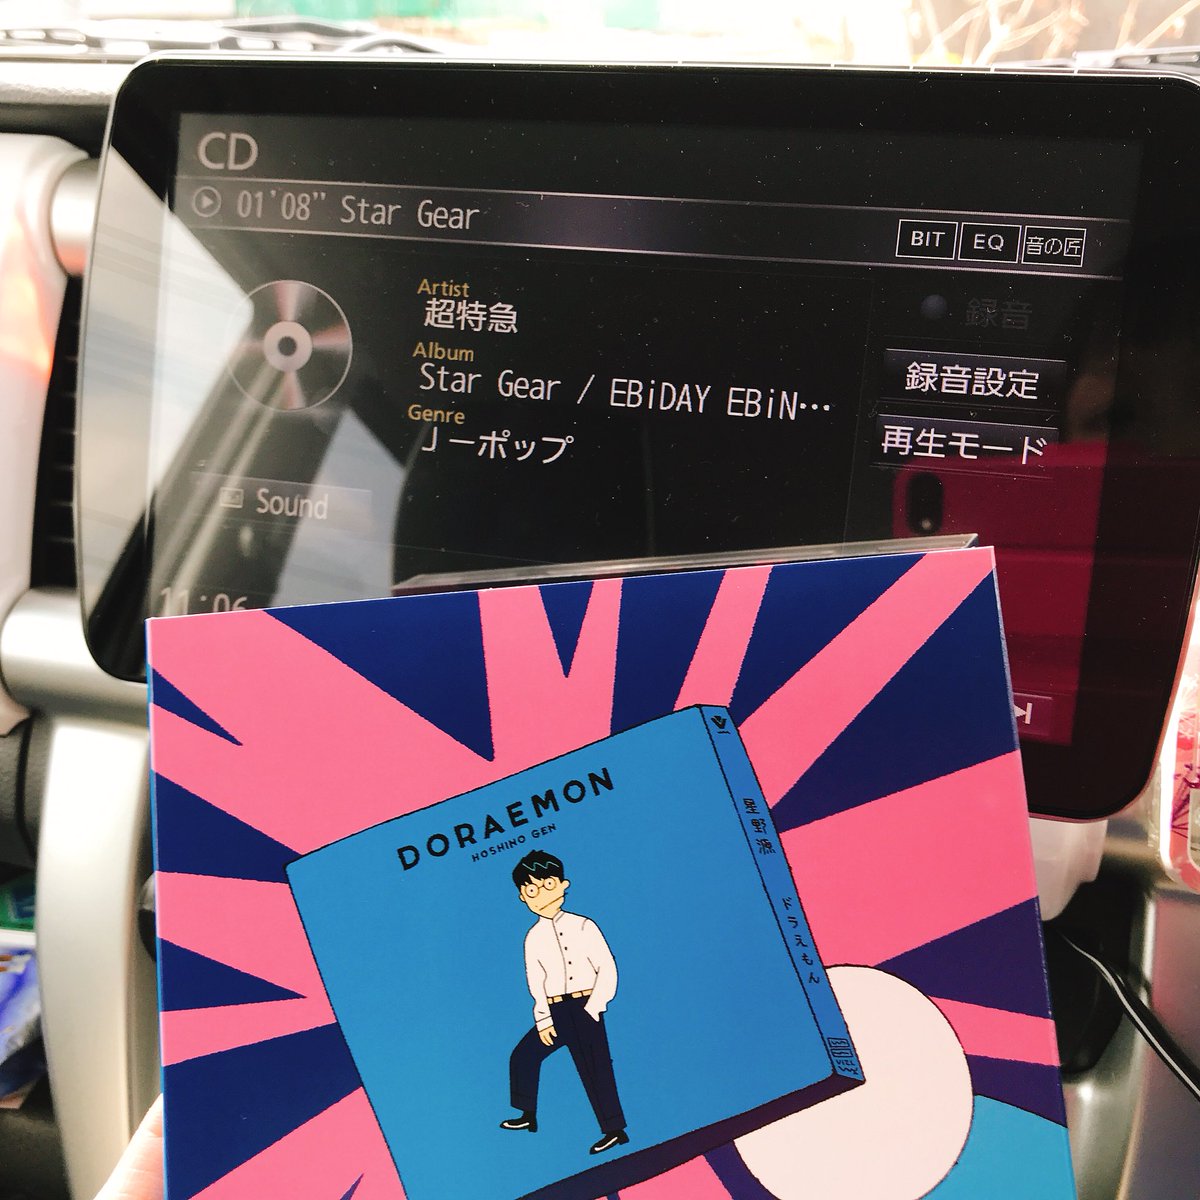 CD
01'08" Star Gear
BIT
EQ
音の匠
Artist
超特急
録音
Album
Star Gear / EBiDAY EBiN…
録音設定
Genre
J－ポップ
再生モード
Sound
11:06
DORAEMON
HOSHINO GEN
星野源 ドラえもん